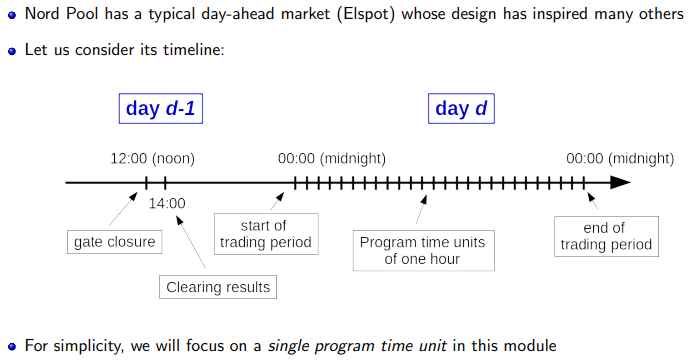 Nord Pool has a typical day-ahead market (Elspot) whose design has inspired many others
Let us consider its timeline:
day d-1
day d
12:00 (noon)
00:00 (midnight)
00:00 (midnight)
14:00
gate closure
start of
trading period
Program time units
of one hour
end of
trading period
Clearing results
For simplicity, we will focus on a single program time unit in this module